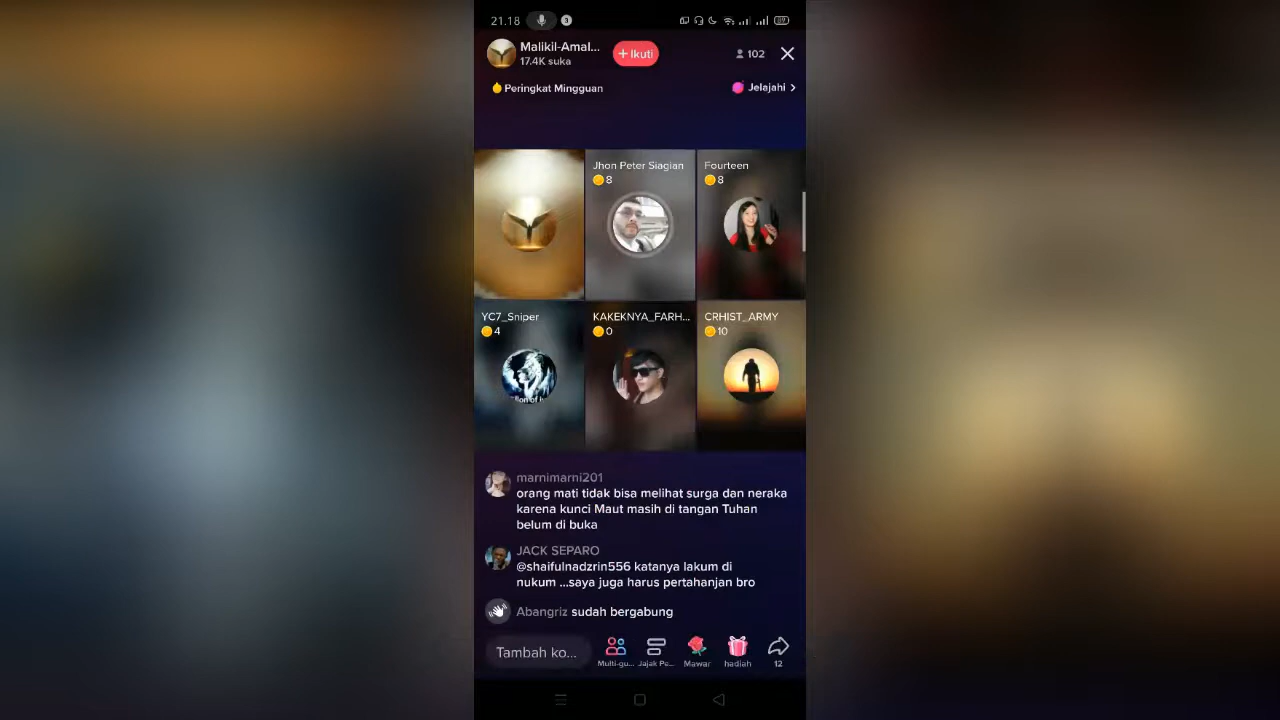 21.18
Malikil-Amal...
17.4K suka
+ Ikuti
102
Peringkat Mingguan
Jelajahi >
Jhon Peter Siagian
8
Fourteen
8
YC7_Sniper
4
KAKEKNYA_FARH...
0
CRHIST_ARMY
10
marnimarni201
orang mati tidak bisa melihat surga dan neraka
karena kunci Maut masih di tangan Tuhan
belum di buka
JACK SEPARO
@shaifulnadzrin556 katanya lakum di
nukum ...saya juga harus pertahanjan bro
Abangriz sudah bergabung
Tambah ko...
Multi-gu...
Jajak Pe...
Mawar
hadiah
12